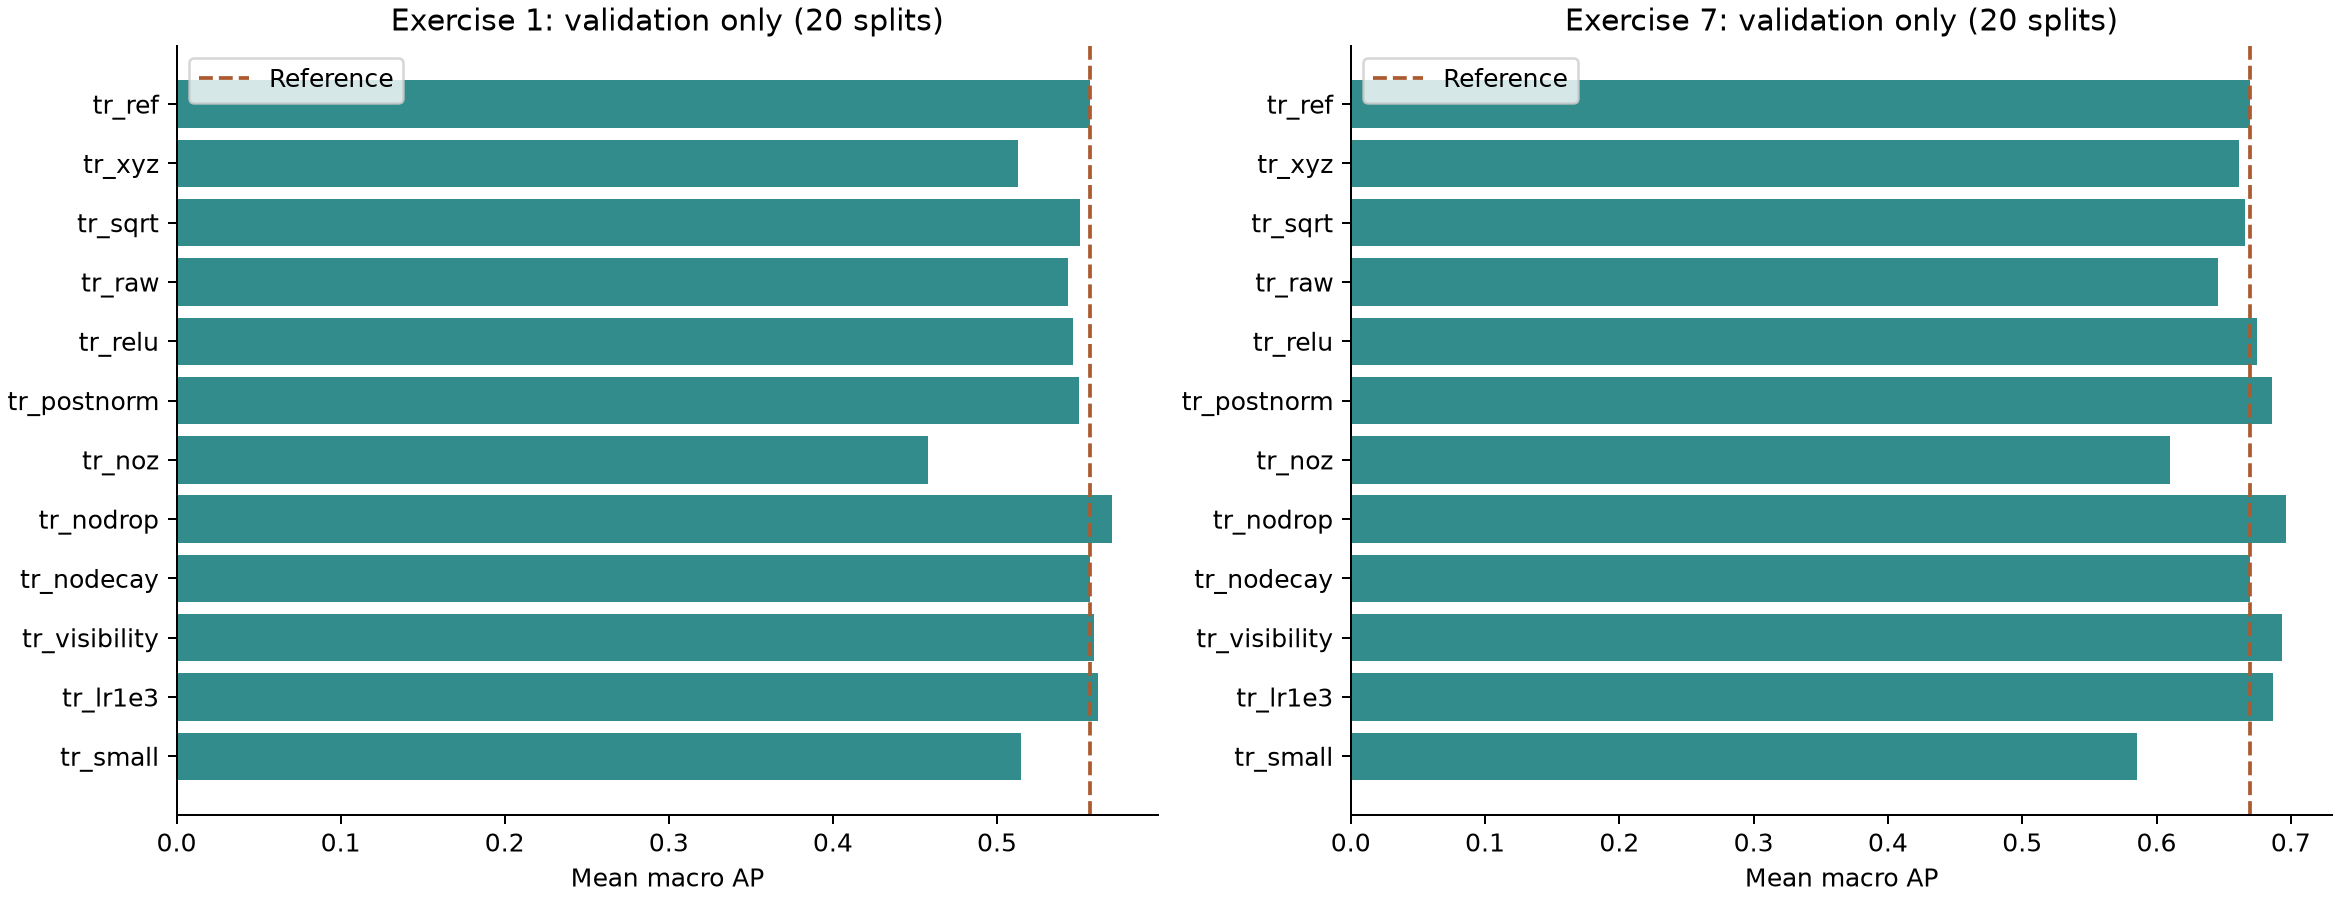 Exercise 1: validation only (20 splits)
Reference
tr_ref
tr_xyz
tr_sqrt
tr_raw
tr_relu
tr_postnorm
tr_noz
tr_nodrop
tr_nodecay
tr_visibility
tr_lr1e3
tr_small
0.0 0.1 0.2 0.3 0.4 0.5
Mean macro AP
Exercise 7: validation only (20 splits)
Reference
tr_ref
tr_xyz
tr_sqrt
tr_raw
tr_relu
tr_postnorm
tr_noz
tr_nodrop
tr_nodecay
tr_visibility
tr_lr1e3
tr_small
0.0 0.1 0.2 0.3 0.4 0.5 0.6 0.7
Mean macro AP